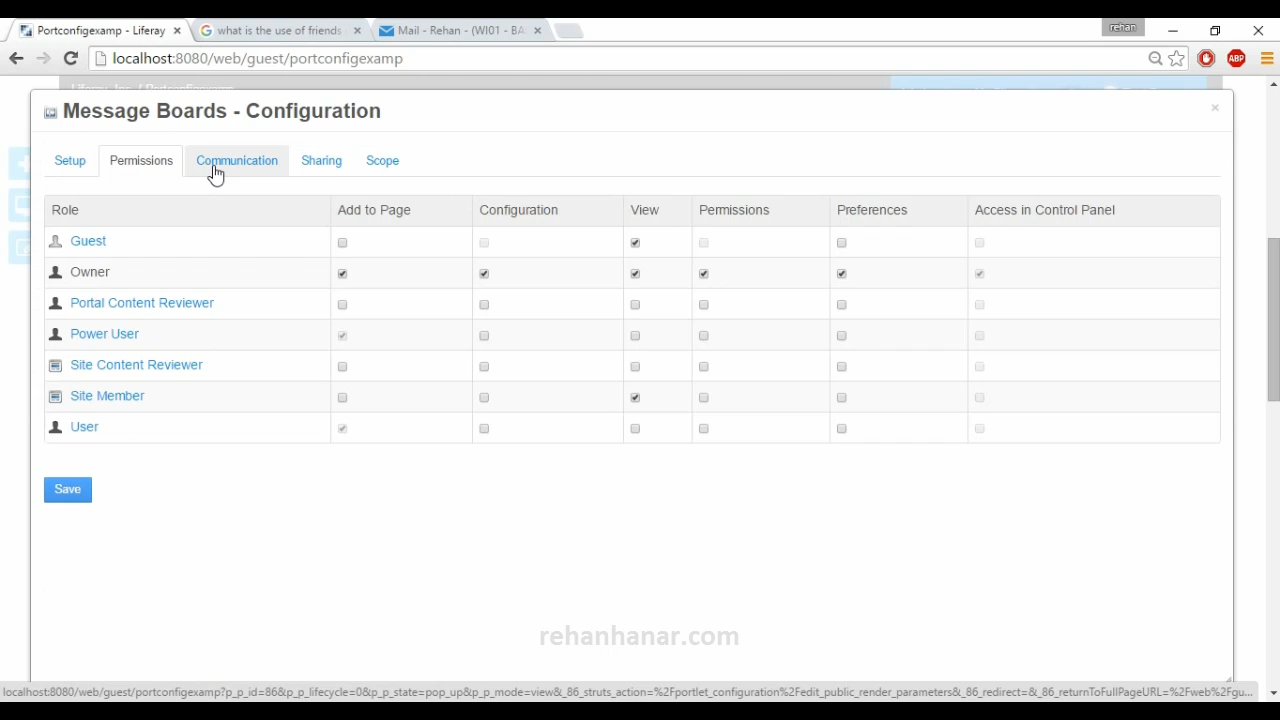 Portconfigexamp - Liferay
what is the use of friends
Mail - Rehan - (WI01 - BA
rehan
localhost:8080/web/guest/portconfigexamp
ABP
Message Boards - Configuration
Setup Permissions Communication Sharing Scope
Role Add to Page Configuration View Permissions Preferences Access in Control Panel
Guest
Owner
Portal Content Reviewer
Power User
Site Content Reviewer
Site Member
User
Save
rehanhanar.com
localhost:8080/web/guest/portconfigexamp?p_p_id=86&p_p_lifecycle=0&p_p_state=pop_up&p_p_mode=view&_86_struts_action=%2Fportlet_configuration%2Fedit_public_render_parameters&_86_redirect=&_86_returnToFullPageURL=%2Fweb%2Fgu...